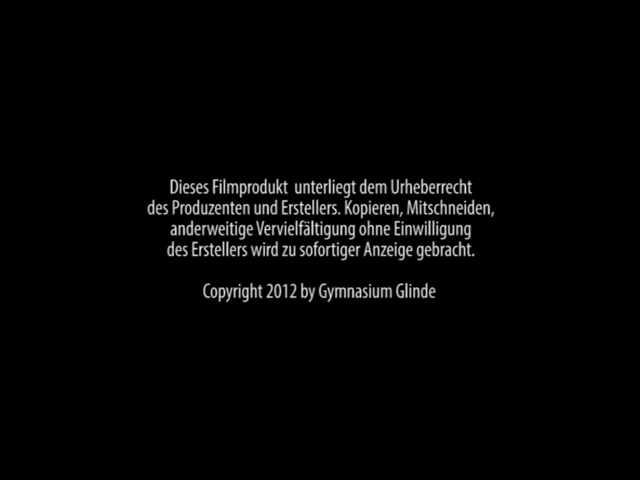 Dieses Filmprodukt  unterliegt dem Urheberrecht
des Produzenten und Erstellers. Kopieren, Mitschneiden,
anderweitige Vervielfältigung ohne Einwilligung
des Erstellers wird zu sofortiger Anzeige gebracht.
Copyright 2012 by Gymnasium Glinde